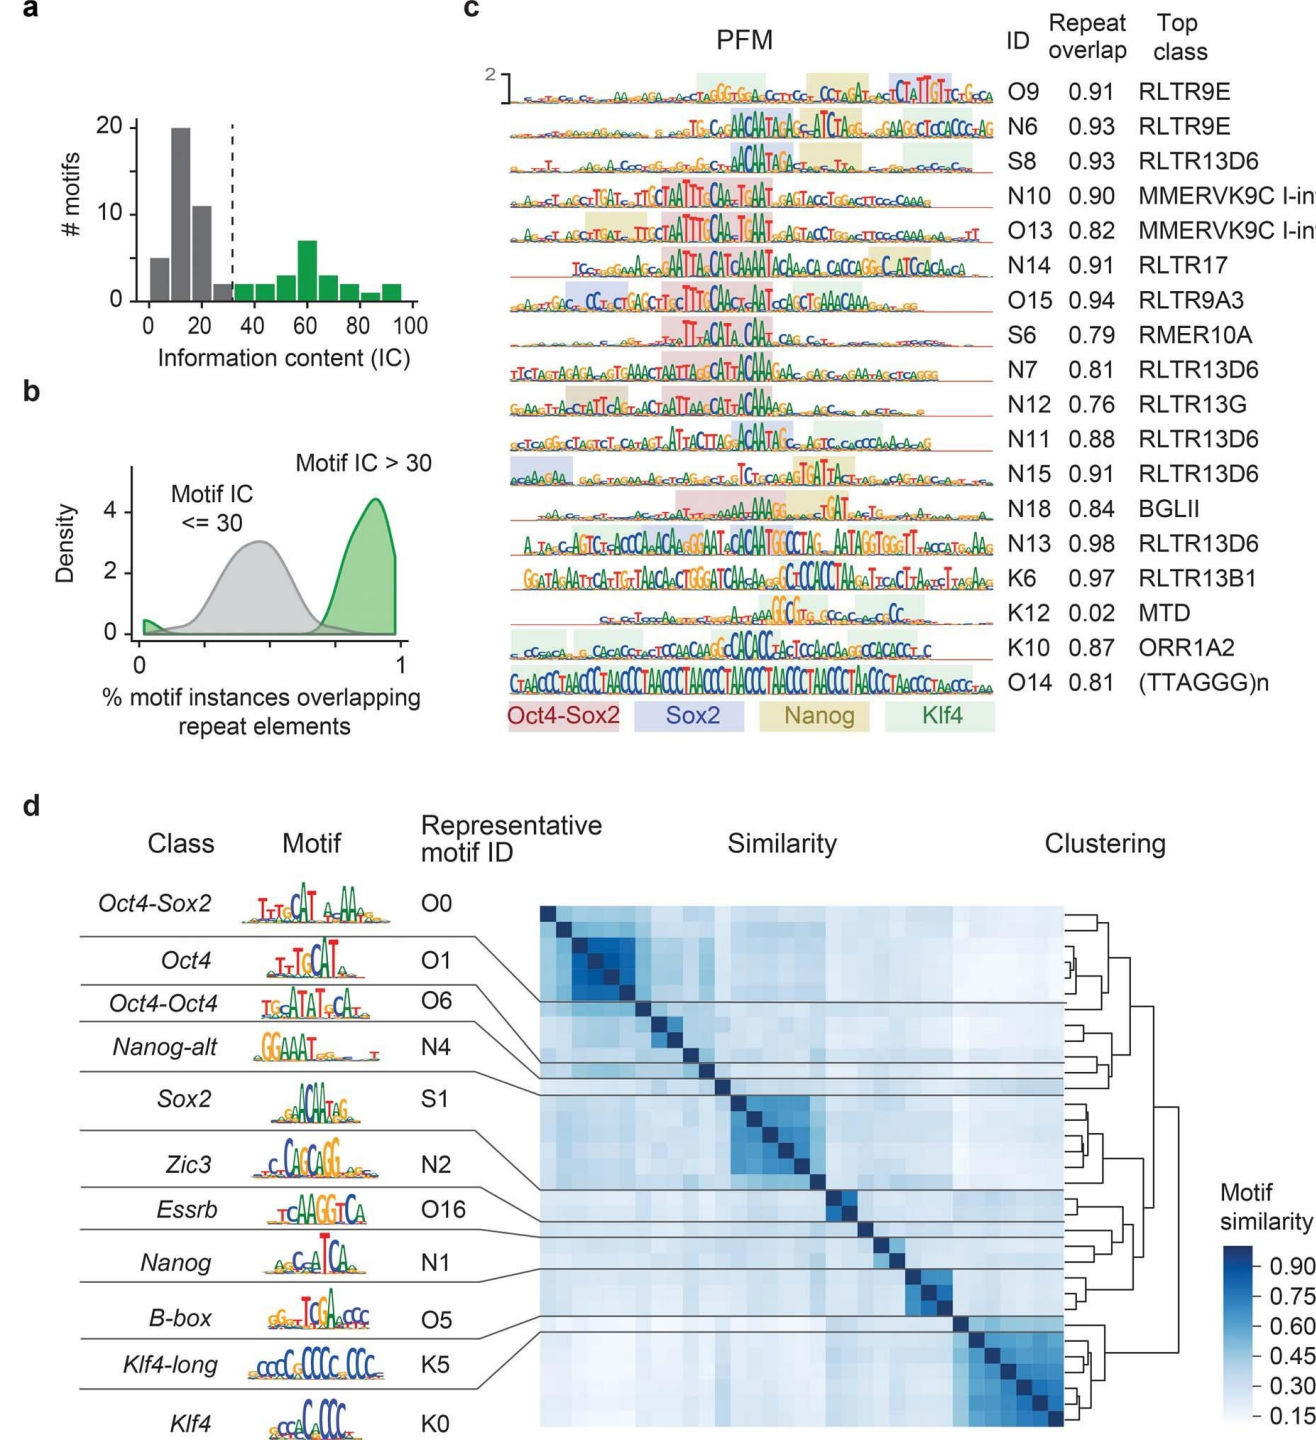 a
# motifs
20
10
0
0 20 40 60 80 100
Information content (IC)
b
Motif IC > 30
Motif IC
<= 30
Density
4
2
0
0 1
% motif instances overlapping
repeat elements
c
PFM ID Repeat overlap Top class
2
O9 0.91 RLTR9E
N6 0.93 RLTR9E
S8 0.93 RLTR13D6
N10 0.90 MMERVK9C I-in
O13 0.82 MMERVK9C I-in
N14 0.91 RLTR17
O15 0.94 RLTR9A3
S6 0.79 RMER10A
N7 0.81 RLTR13D6
N12 0.76 RLTR13G
N11 0.88 RLTR13D6
N15 0.91 RLTR13D6
N18 0.84 BGLII
N13 0.98 RLTR13D6
K6 0.97 RLTR13B1
K12 0.02 MTD
K10 0.87 ORR1A2
O14 0.81 (TTAGGG)n
Oct4-Sox2 Sox2 Nanog Klf4
d
Class Motif Representative motif ID Similarity Clustering
Oct4-Sox2 O0
Oct4 O1
Oct4-Oct4 O6
Nanog-alt N4
Sox2 S1
Zic3 N2
Essrb O16
Nanog N1
B-box O5
Klf4-long K5
Klf4 K0
Motif
similarity
0.90
0.75
0.60
0.45
0.30
0.15